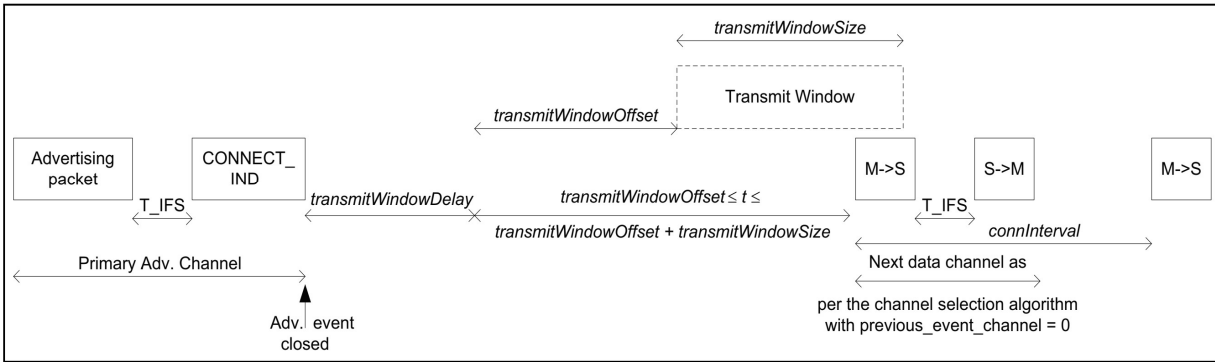 transmitWindowSize
Transmit Window
transmitWindowOffset
Advertising
packet
CONNECT_
IND
M->S
S->M
M->S
T_IFS
transmitWindowDelay
transmitWindowOffset ≤ t ≤
transmitWindowOffset + transmitWindowSize
T_IFS
connInterval
Primary Adv. Channel
Next data channel as
per the channel selection algorithm
with previous_event_channel = 0
Adv. event
closed